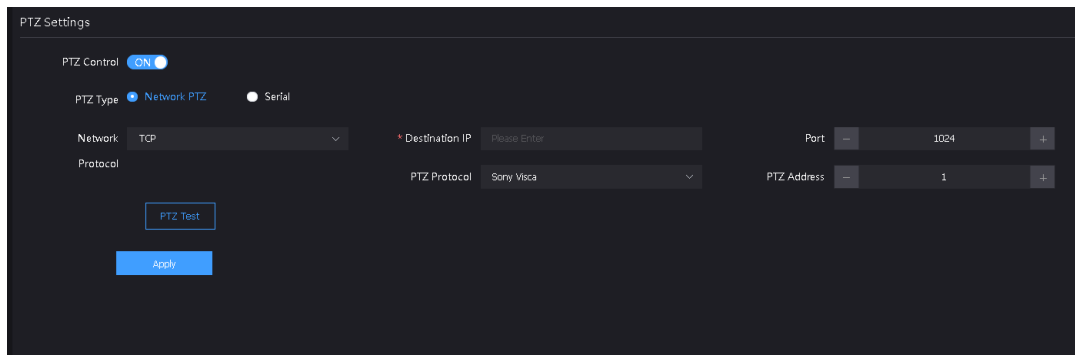 PTZ Settings
PTZ Control ON
PTZ Type Network PTZ Serial
Network Protocol TCP * Destination IP Please Enter Port − 1024 +
PTZ Protocol Sony Visca PTZ Address − 1 +
PTZ Test
Apply